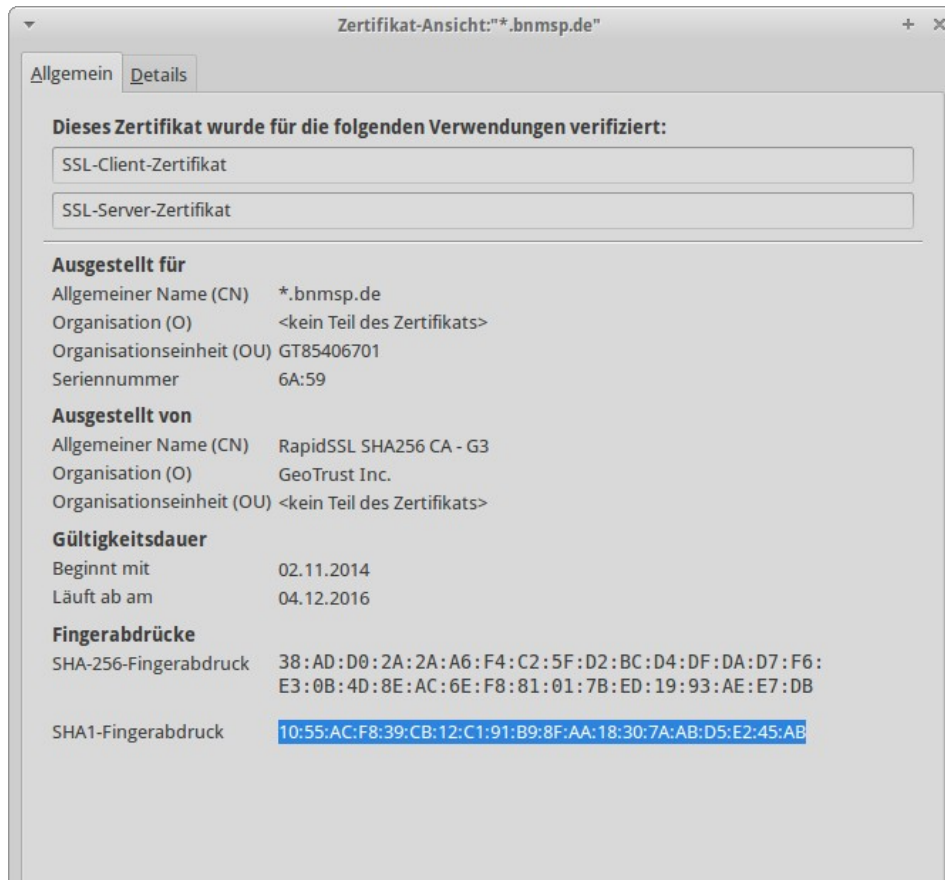 Zertifikat-Ansicht:"*.bnmsp.de"
Allgemein Details
Dieses Zertifikat wurde für die folgenden Verwendungen verifiziert:
SSL-Client-Zertifikat
SSL-Server-Zertifikat
Ausgestellt für
Allgemeiner Name (CN) *.bnmsp.de
Organisation (O) <kein Teil des Zertifikats>
Organisationseinheit (OU) GT85406701
Seriennummer 6A:59
Ausgestellt von
Allgemeiner Name (CN) RapidSSL SHA256 CA - G3
Organisation (O) GeoTrust Inc.
Organisationseinheit (OU) <kein Teil des Zertifikats>
Gültigkeitsdauer
Beginnt mit 02.11.2014
Läuft ab am 04.12.2016
Fingerabdrücke
SHA-256-Fingerabdruck 38:AD:D0:2A:2A:A6:F4:C2:5F:D2:BC:D4:DF:DA:D7:F6:
E3:0B:4D:8E:AC:6E:F8:81:01:7B:ED:19:93:AE:E7:DB
SHA1-Fingerabdruck 10:55:AC:F8:39:CB:12:C1:91:B9:8F:AA:18:30:7A:AB:D5:E2:45:AB